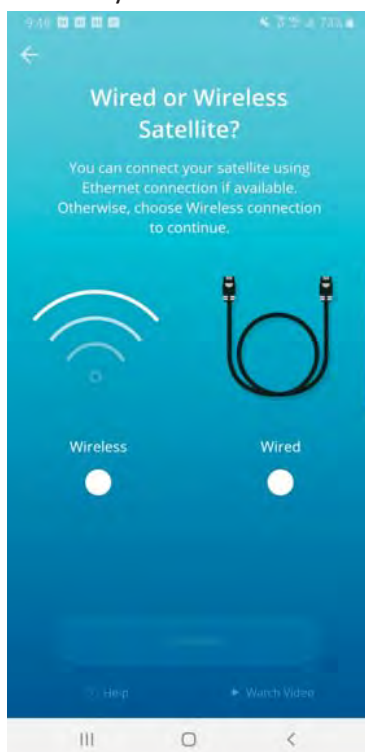 Wired or Wireless
Satellite?
You can connect your satellite using
Ethernet connection if available.
Otherwise, choose Wireless connection
to continue.
Wireless
Wired
Help
Watch Video